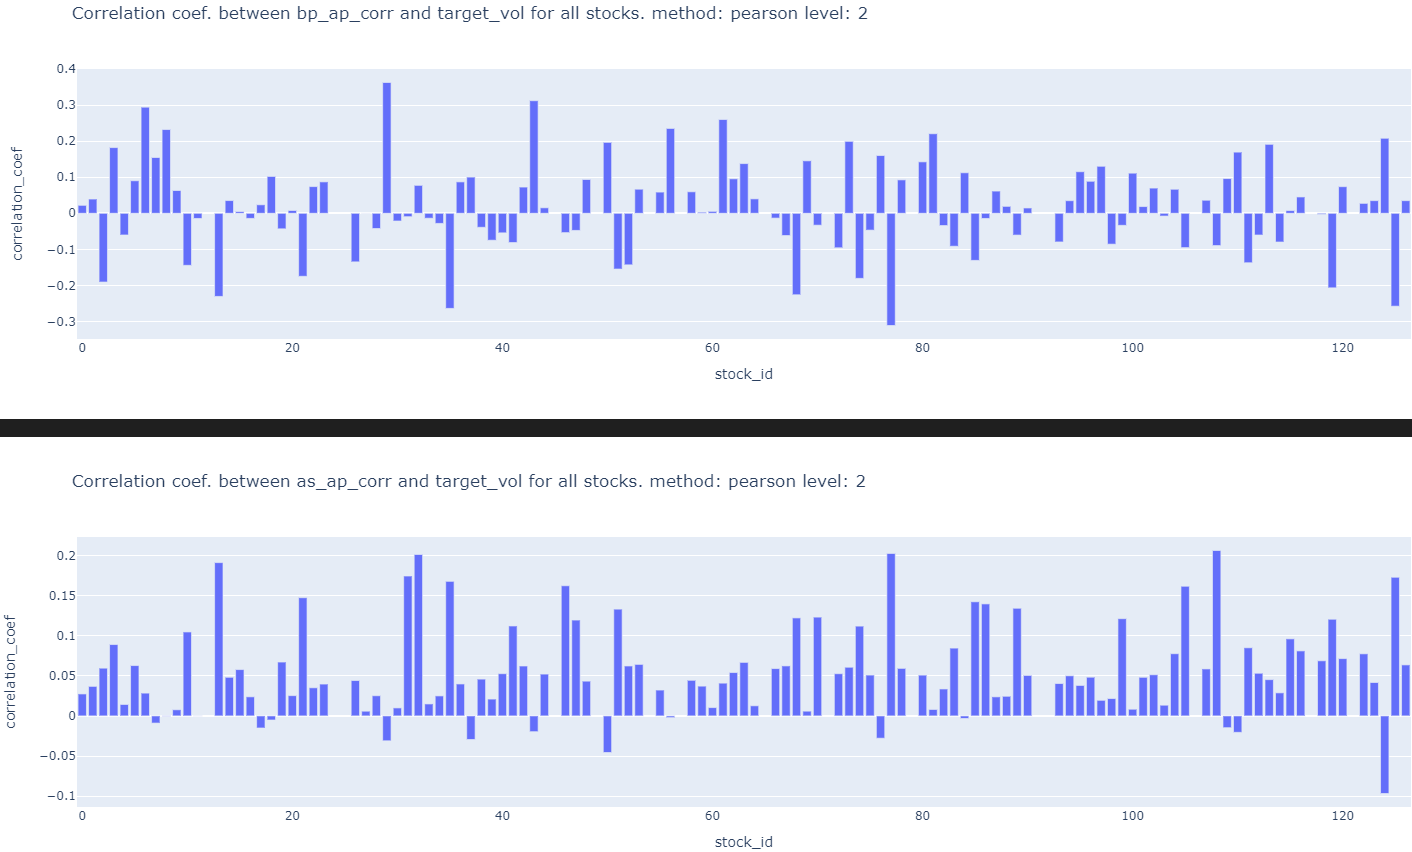 Correlation coef. between bp_ap_corr and target_vol for all stocks. method: pearson level: 2
0.4
0.3
0.2
0.1
0
−0.1
−0.2
−0.3
correlation_coef
0 20 40 60 80 100 120
stock_id
Correlation coef. between as_ap_corr and target_vol for all stocks. method: pearson level: 2
0.2
0.15
0.1
0.05
0
−0.05
−0.1
correlation_coef
0 20 40 60 80 100 120
stock_id